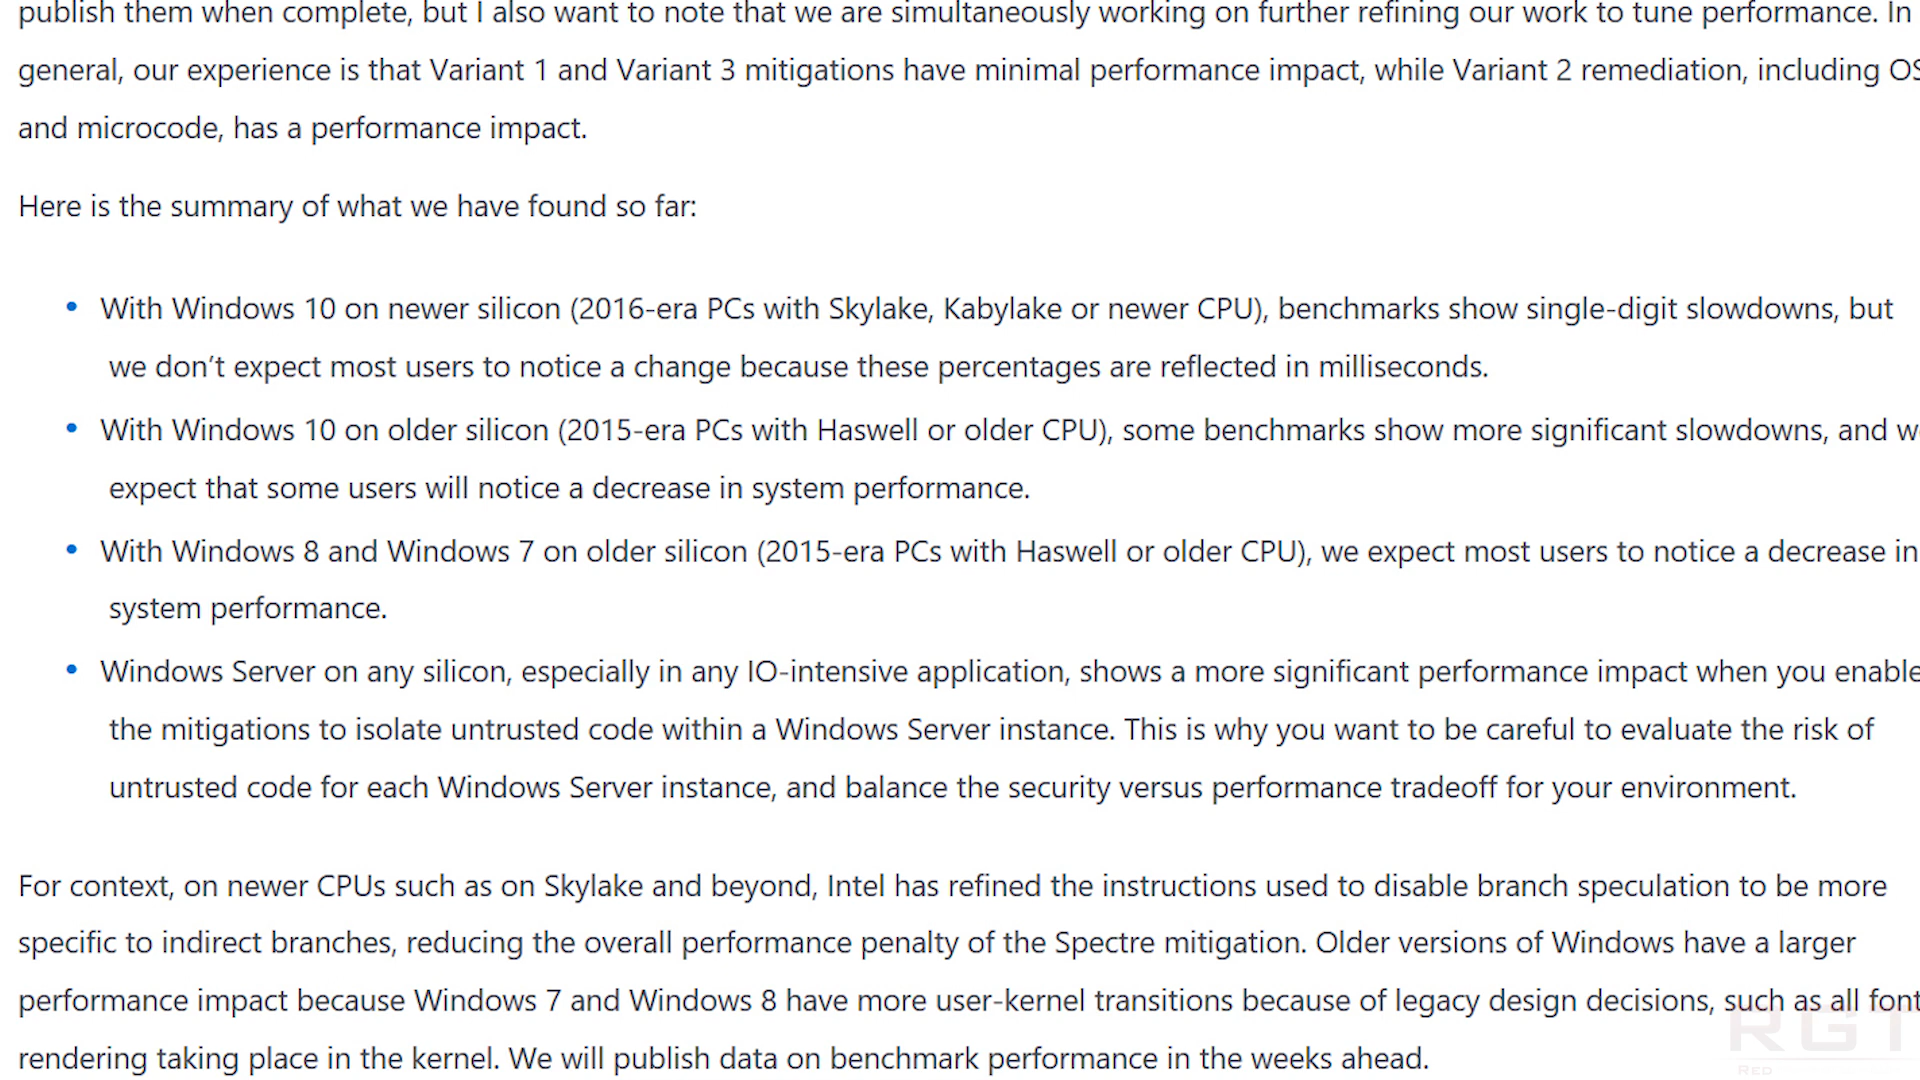 publish them when complete, but I also want to note that we are simultaneously working on further refining our work to tune performance. In
general, our experience is that Variant 1 and Variant 3 mitigations have minimal performance impact, while Variant 2 remediation, including OS
and microcode, has a performance impact.
Here is the summary of what we have found so far:
• With Windows 10 on newer silicon (2016-era PCs with Skylake, Kabylake or newer CPU), benchmarks show single-digit slowdowns, but
we don’t expect most users to notice a change because these percentages are reflected in milliseconds.
• With Windows 10 on older silicon (2015-era PCs with Haswell or older CPU), some benchmarks show more significant slowdowns, and w
expect that some users will notice a decrease in system performance.
• With Windows 8 and Windows 7 on older silicon (2015-era PCs with Haswell or older CPU), we expect most users to notice a decrease in
system performance.
• Windows Server on any silicon, especially in any IO-intensive application, shows a more significant performance impact when you enable
the mitigations to isolate untrusted code within a Windows Server instance. This is why you want to be careful to evaluate the risk of
untrusted code for each Windows Server instance, and balance the security versus performance tradeoff for your environment.
For context, on newer CPUs such as on Skylake and beyond, Intel has refined the instructions used to disable branch speculation to be more
specific to indirect branches, reducing the overall performance penalty of the Spectre mitigation. Older versions of Windows have a larger
performance impact because Windows 7 and Windows 8 have more user-kernel transitions because of legacy design decisions, such as all font
rendering taking place in the kernel. We will publish data on benchmark performance in the weeks ahead.
RGT
RED